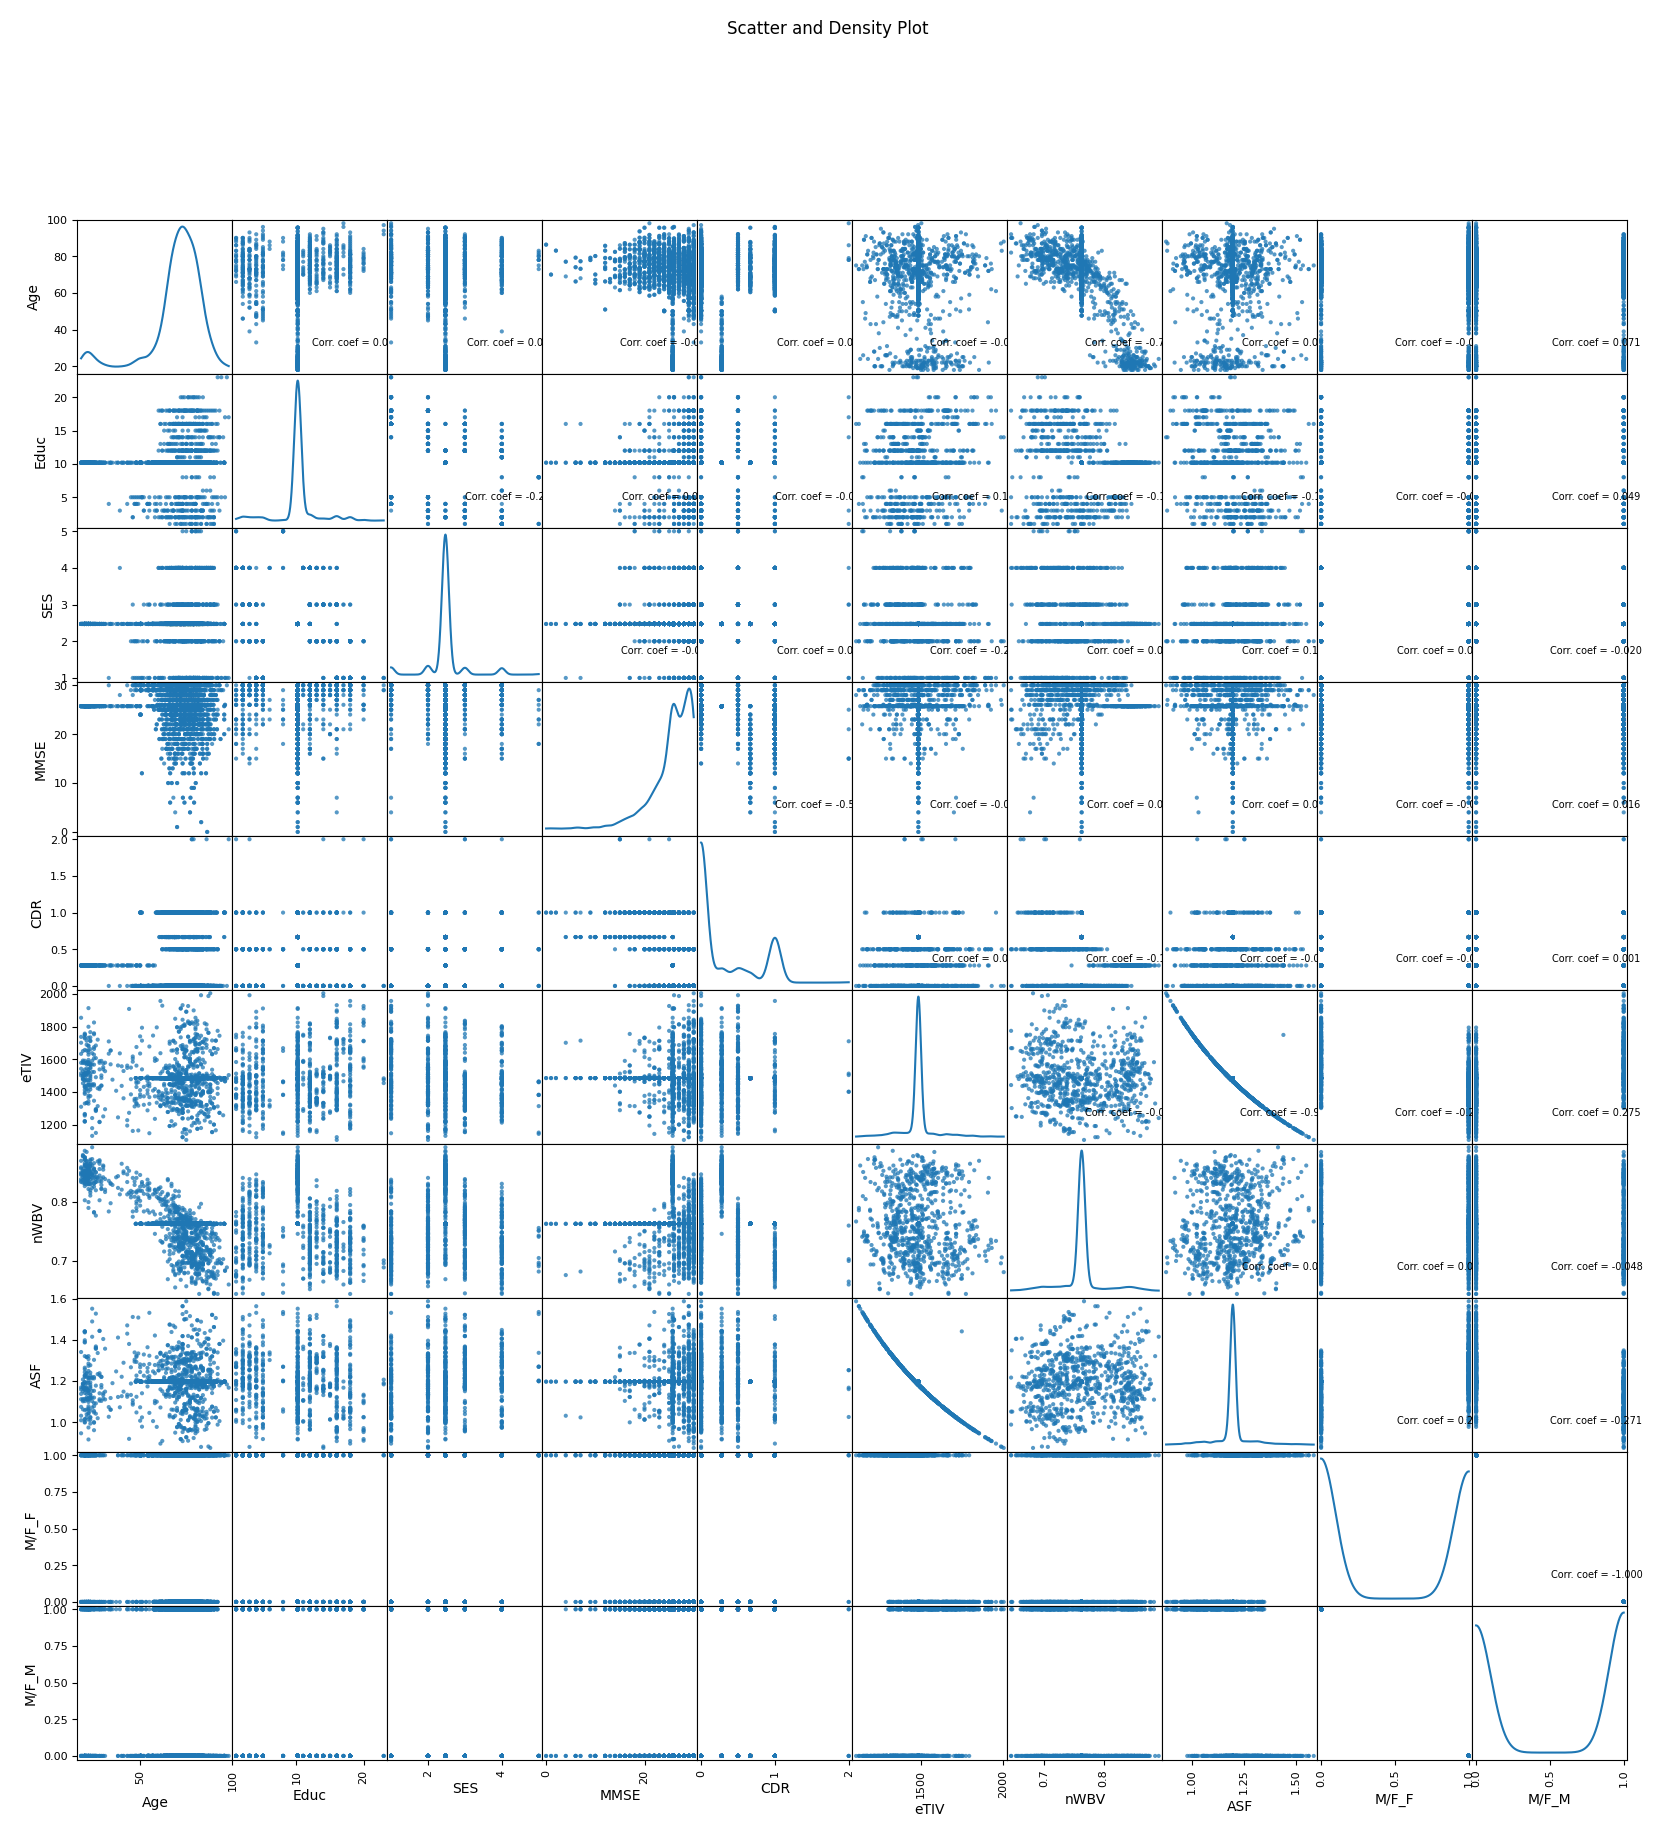 Scatter and Density Plot
100
80
60
40
20
Age
Corr. coef = 0.0
Corr. coef = 0.0
Corr. coef = -0.
Corr. coef = 0.0
Corr. coef = -0.0
Corr. coef = -0.7
Corr. coef = 0.0
Corr. coef = -0.0
Corr. coef = 0.071
20
15
10
5
Educ
Corr. coef = -0.2
Corr. coef = 0.0
Corr. coef = -0.0
Corr. coef = 0.1
Corr. coef = -0.1
Corr. coef = -0.1
Corr. coef = -0.
Corr. coef = 0.049
5
4
3
2
1
SES
Corr. coef = -0.0
Corr. coef = 0.0
Corr. coef = -0.2
Corr. coef = 0.0
Corr. coef = 0.1
Corr. coef = 0.0
Corr. coef = -0.020
30
20
10
0
MMSE
Corr. coef = -0.5
Corr. coef = -0.0
Corr. coef = 0.0
Corr. coef = 0.0
Corr. coef = -0.
Corr. coef = 0.016
2.0
1.5
1.0
0.5
0.0
CDR
Corr. coef = 0.0
Corr. coef = -0.1
Corr. coef = -0.0
Corr. coef = -0.0
Corr. coef = 0.001
2000
1800
1600
1400
1200
eTIV
Corr. coef = -0.0
Corr. coef = -0.9
Corr. coef = -0.2
Corr. coef = 0.275
0.8
0.7
nWBV
Corr. coef = 0.0
Corr. coef = 0.0
Corr. coef = -0.048
1.6
1.4
1.2
1.0
ASF
Corr. coef = 0.2
Corr. coef = -0.271
1.00
0.75
0.50
0.25
0.00
M/F_F
Corr. coef = -1.000
1.00
0.75
0.50
0.25
0.00
M/F_M
50 100 10 20 2 4 0 20 0 1 2 1500 2000 0.7 0.8 1.00 1.25 1.50 0.5 0.5 1.0
Age Educ SES MMSE CDR eTIV nWBV ASF M/F_F M/F_M